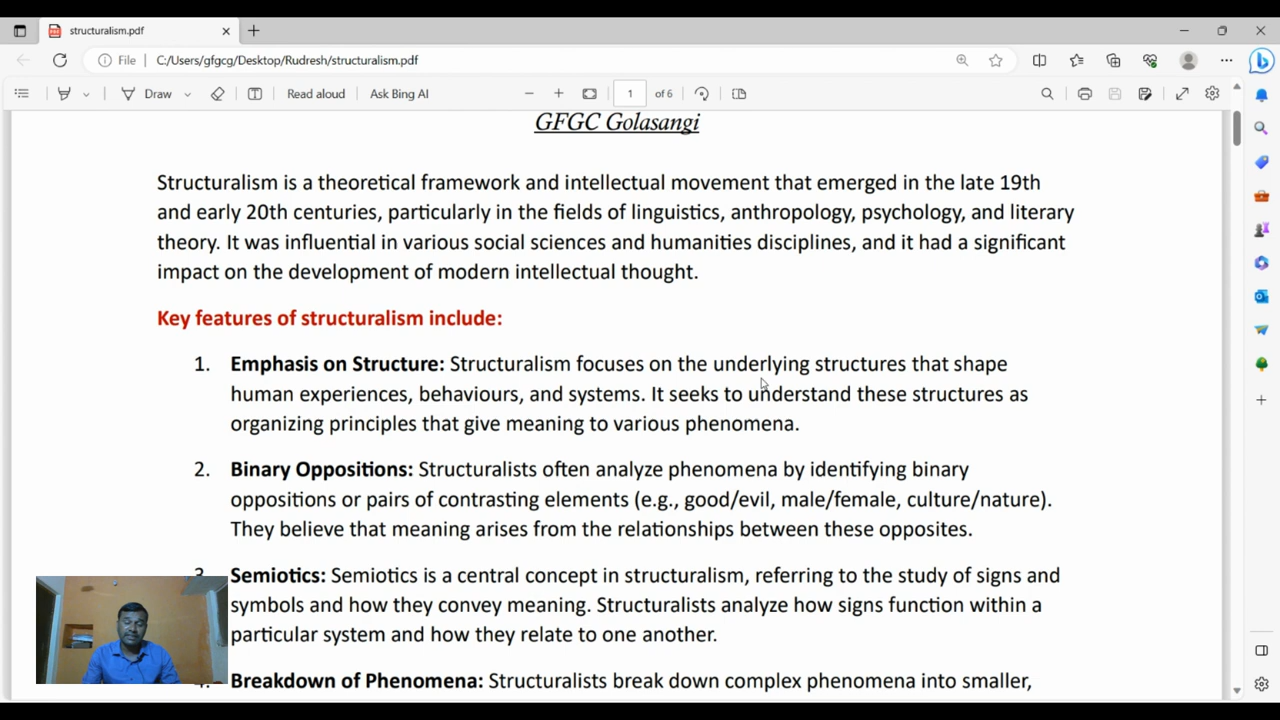 structuralism.pdf
File
C:/Users/gfgcg/Desktop/Rudresh/structuralism.pdf
Draw
Read aloud
Ask Bing AI
1
of 6
GFGC Golasangi
Structuralism is a theoretical framework and intellectual movement that emerged in the late 19th
and early 20th centuries, particularly in the fields of linguistics, anthropology, psychology, and literary
theory. It was influential in various social sciences and humanities disciplines, and it had a significant
impact on the development of modern intellectual thought.
Key features of structuralism include:
1. Emphasis on Structure: Structuralism focuses on the underlying structures that shape
human experiences, behaviours, and systems. It seeks to understand these structures as
organizing principles that give meaning to various phenomena.
2. Binary Oppositions: Structuralists often analyze phenomena by identifying binary
oppositions or pairs of contrasting elements (e.g., good/evil, male/female, culture/nature).
They believe that meaning arises from the relationships between these opposites.
3. Semiotics: Semiotics is a central concept in structuralism, referring to the study of signs and
symbols and how they convey meaning. Structuralists analyze how signs function within a
particular system and how they relate to one another.
4. Breakdown of Phenomena: Structuralists break down complex phenomena into smaller,